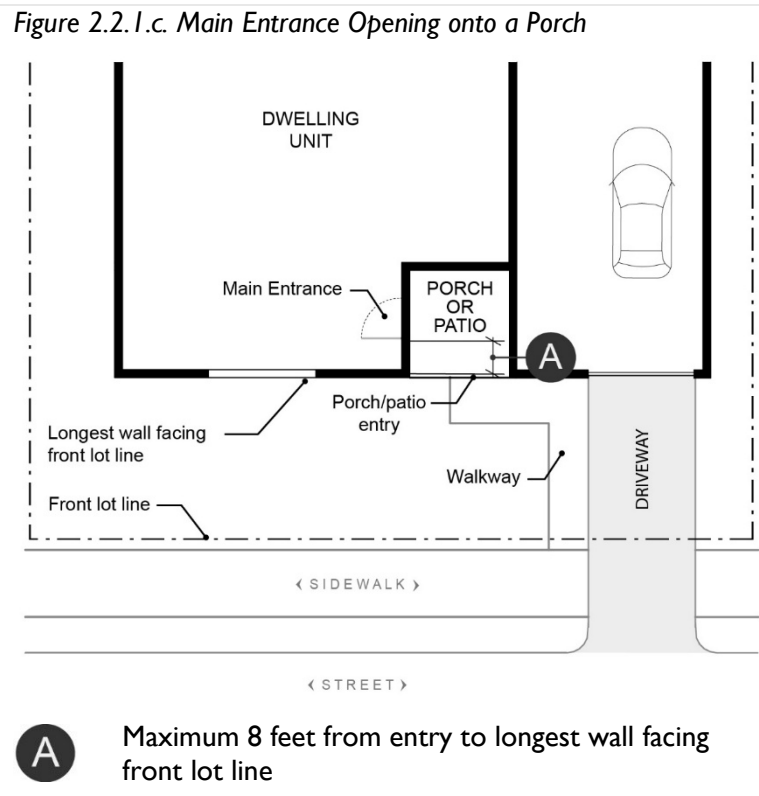 Figure 2.2.1.c. Main Entrance Opening onto a Porch
DWELLING
UNIT
Main Entrance
PORCH
OR
PATIO
A
Porch/patio
entry
Longest wall facing
front lot line
Walkway
DRIVEWAY
Front lot line
SIDEWALK
STREET
A
Maximum 8 feet from entry to longest wall facing
front lot line